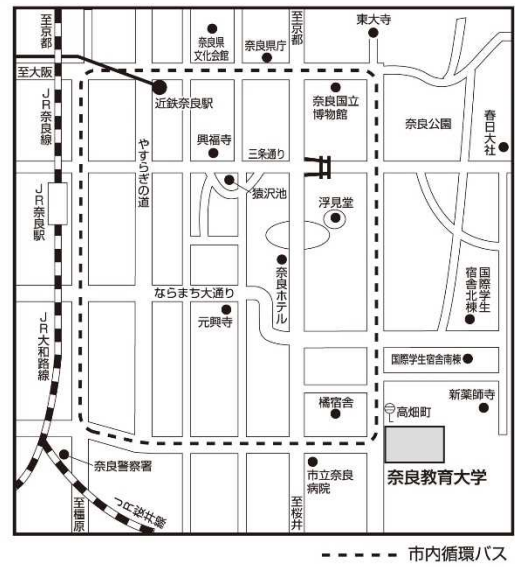 至京都
奈良県
文化会館
奈良県庁
至京都
東大寺
至大阪
近鉄奈良駅
奈良国立
博物館
奈良公園
春日大社
JR奈良線
やすらぎの道
興福寺
三条通り
猿沢池
浮見堂
JR奈良駅
奈良ホテル
国際学生
宿舎北棟
ならまち大通り
元興寺
JR大和路線
国際学生宿舎南棟
橘宿舎
高畑町
新薬師寺
奈良警察署
市立奈良
病院
奈良教育大学
至橿原
JR桜井線
至桜井
市内循環バス